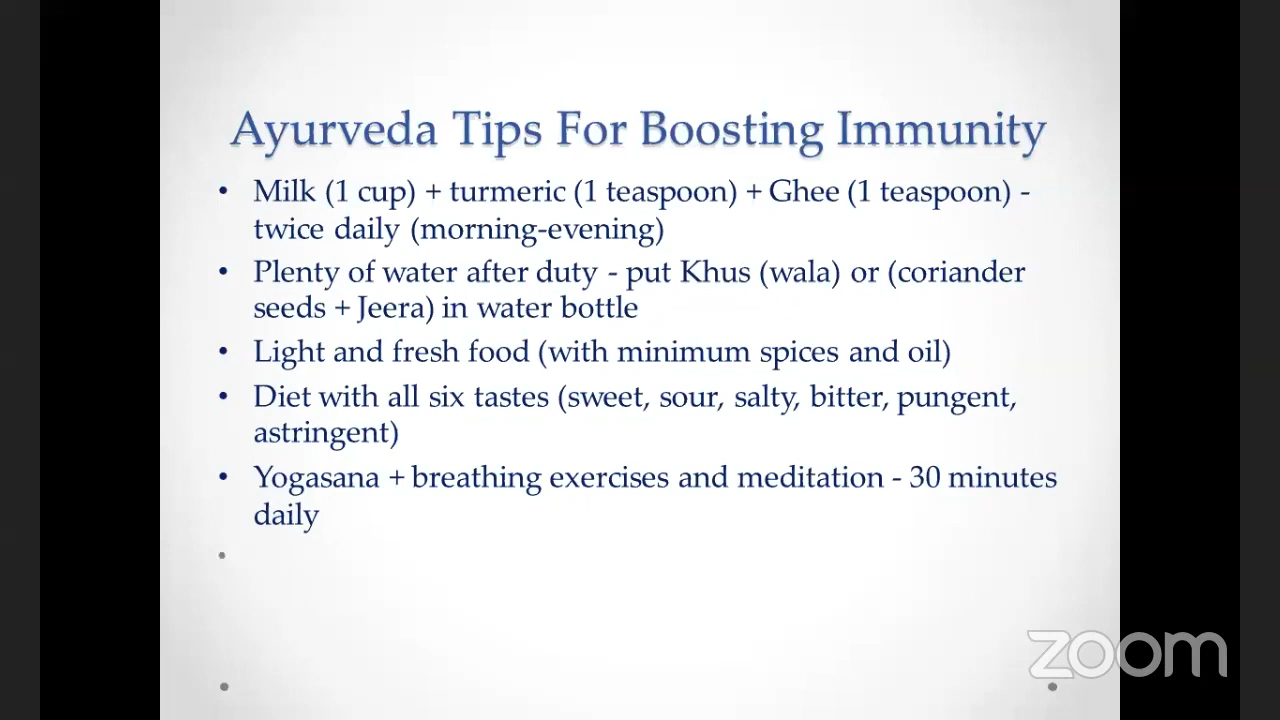 Ayurveda Tips For Boosting Immunity
• Milk (1 cup) + turmeric (1 teaspoon) + Ghee (1 teaspoon) -
twice daily (morning-evening)
• Plenty of water after duty - put Khus (wala) or (coriander
seeds + Jeera) in water bottle
• Light and fresh food (with minimum spices and oil)
• Diet with all six tastes (sweet, sour, salty, bitter, pungent,
astringent)
• Yogasana + breathing exercises and meditation - 30 minutes
daily
•
zoom